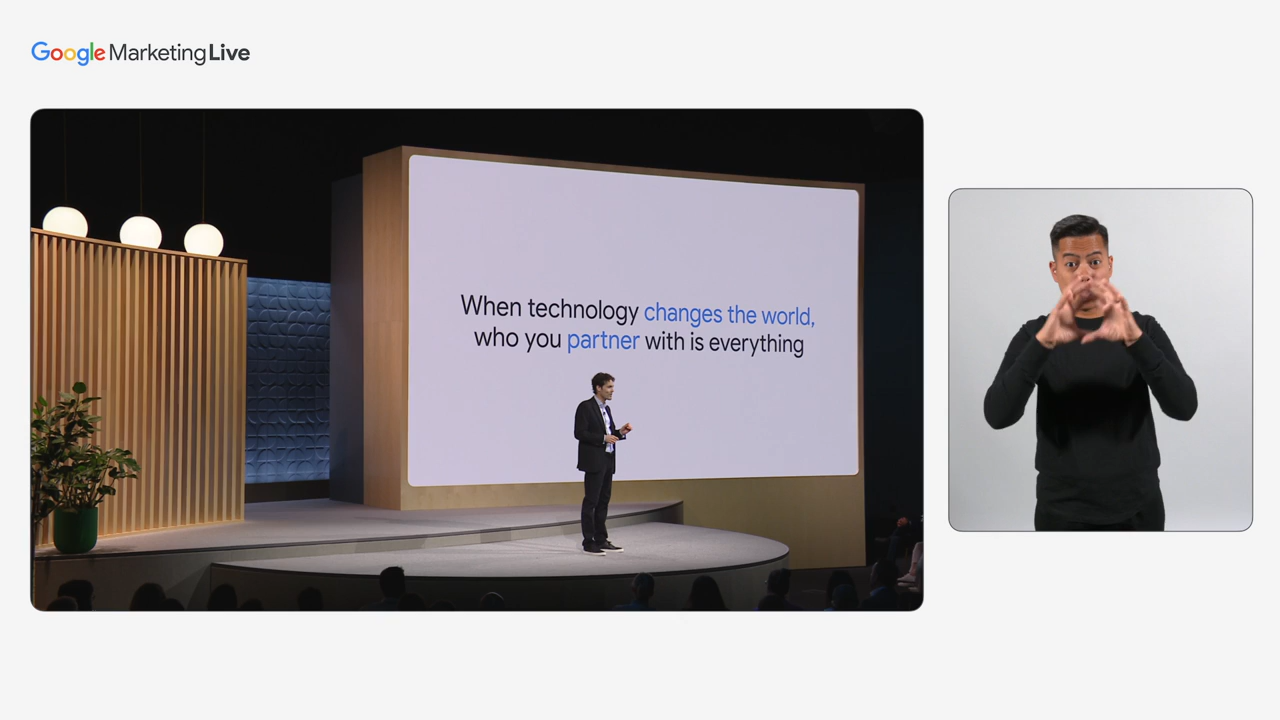 Google Marketing Live
When technology changes the world,
who you partner with is everything